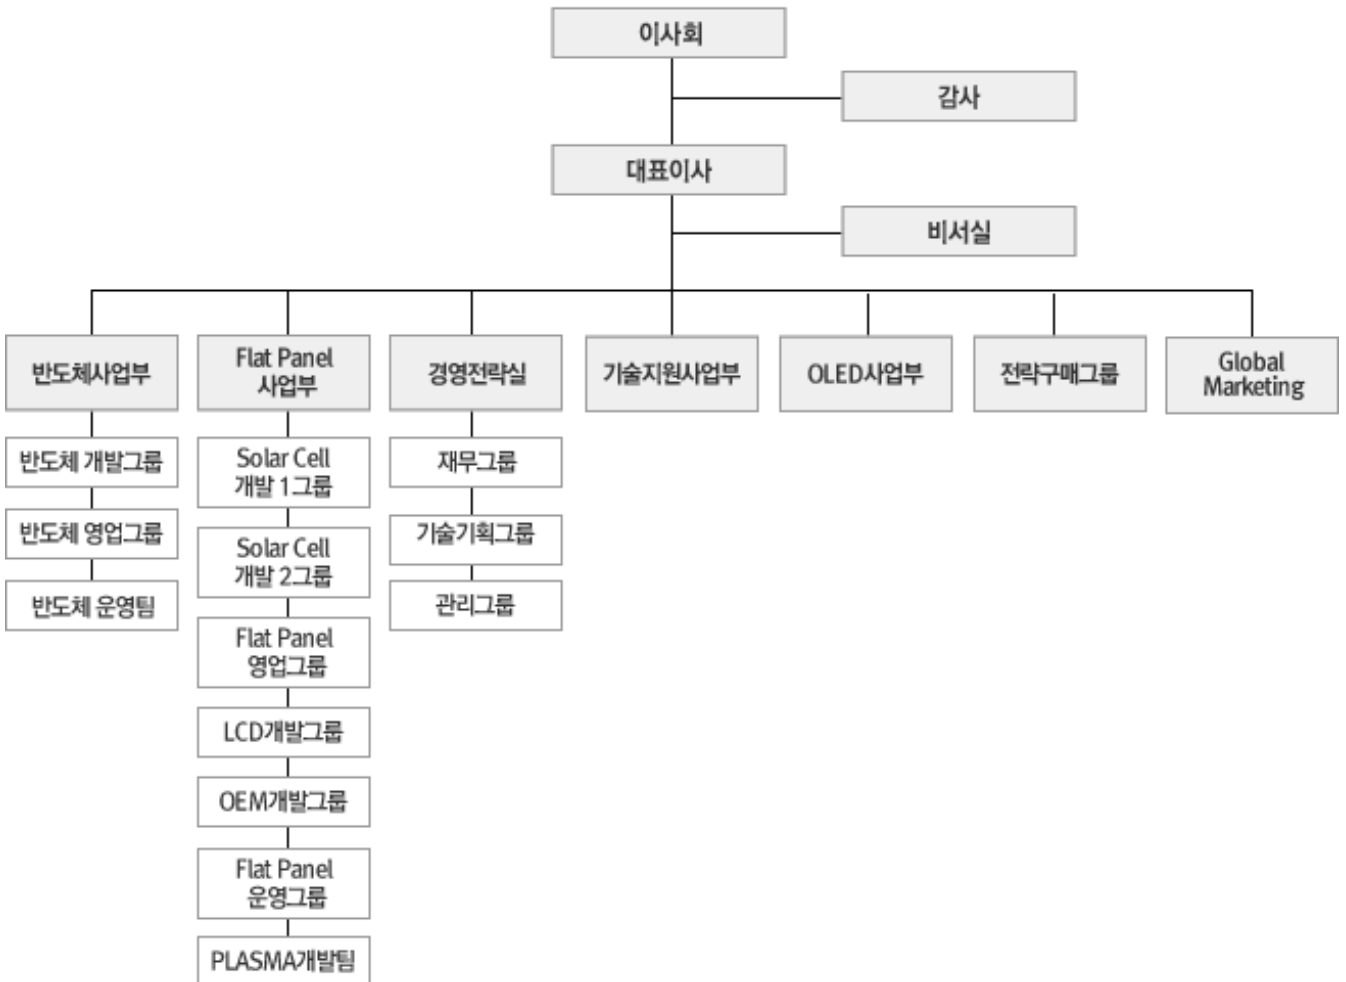 이사회
감사
대표이사
비서실
반도체사업부
Flat Panel
사업부
경영전략실
기술지원사업부
OLED사업부
전략구매그룹
Global
Marketing
반도체 개발그룹
반도체 영업그룹
반도체 운영팀
Solar Cell
개발 1그룹
Solar Cell
개발 2그룹
Flat Panel
영업그룹
LCD개발그룹
OEM개발그룹
Flat Panel
운영그룹
PLASMA개발팀
재무그룹
기술기획그룹
관리그룹